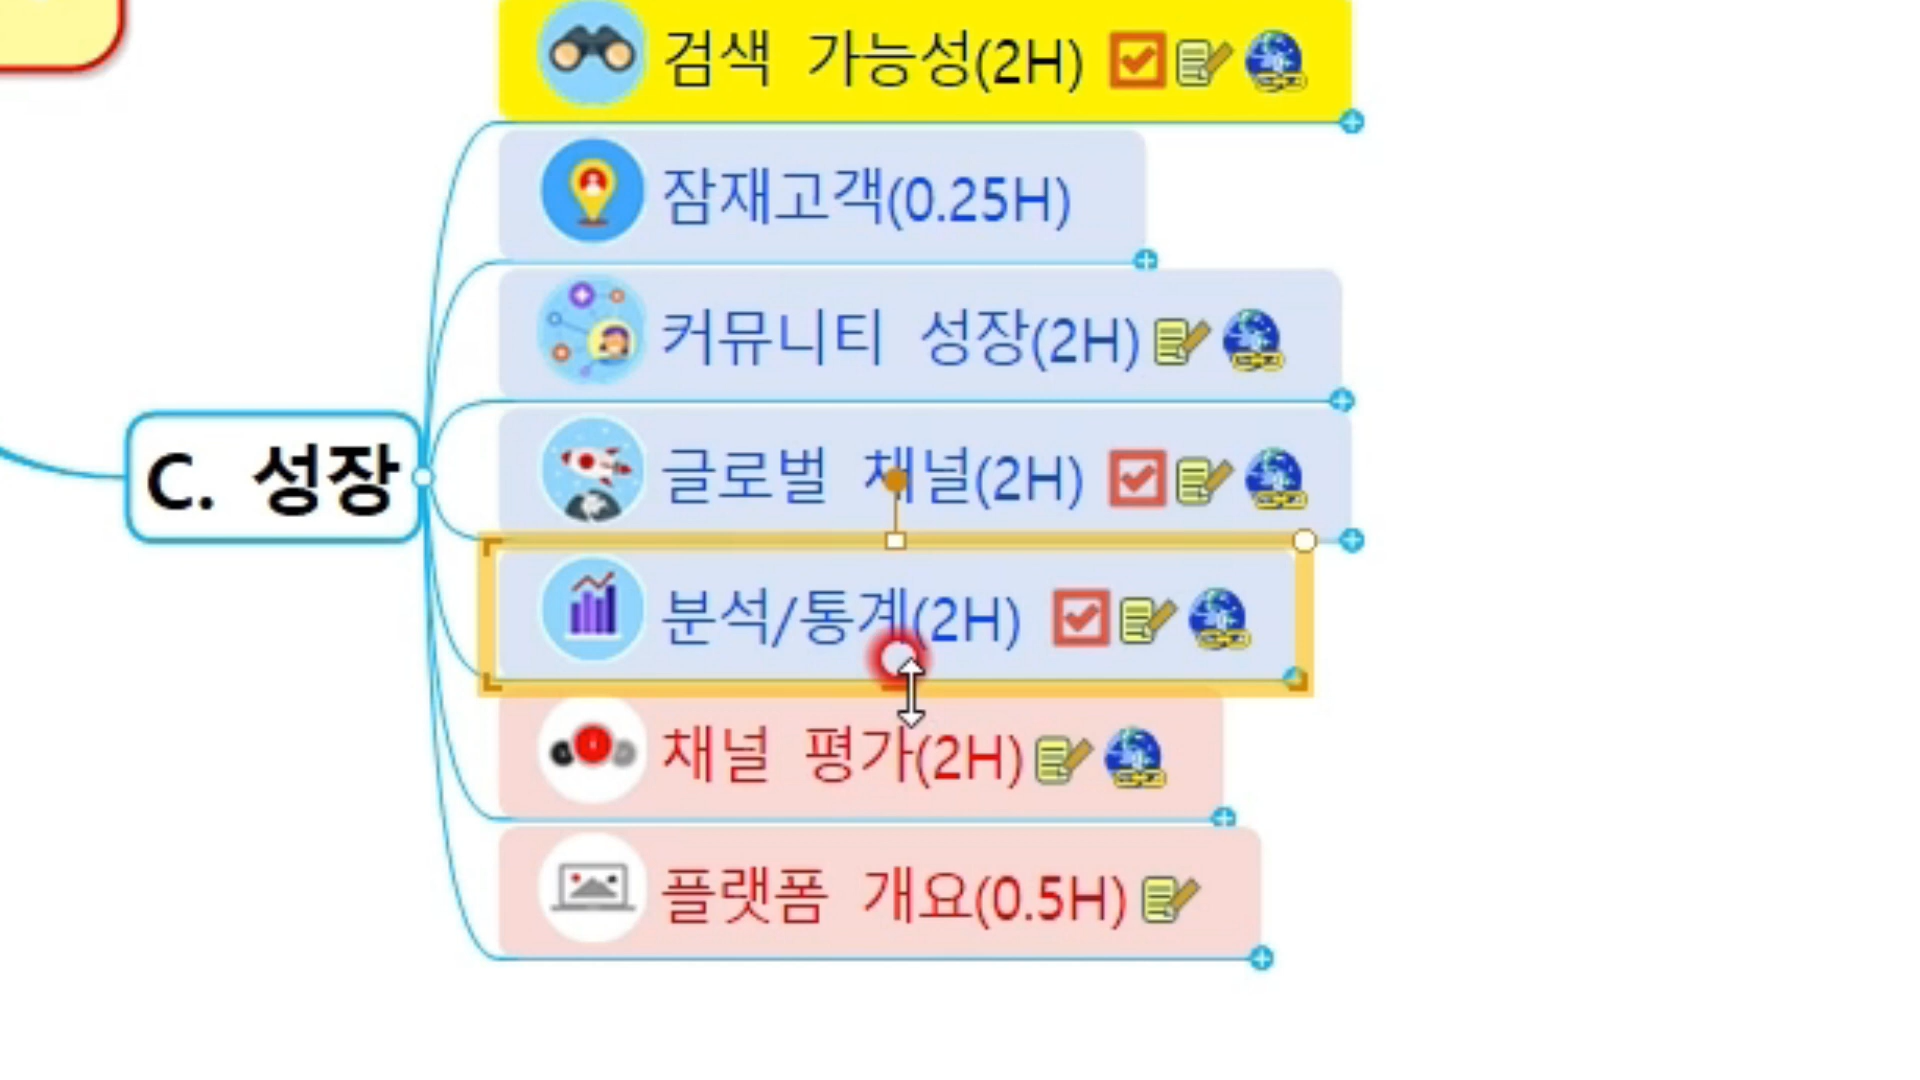 검색 가능성(2H)
잠재고객(0.25H)
커뮤니티 성장(2H)
글로벌 채널(2H)
C. 성장
분석/통계(2H)
채널 평가(2H)
플랫폼 개요(0.5H)